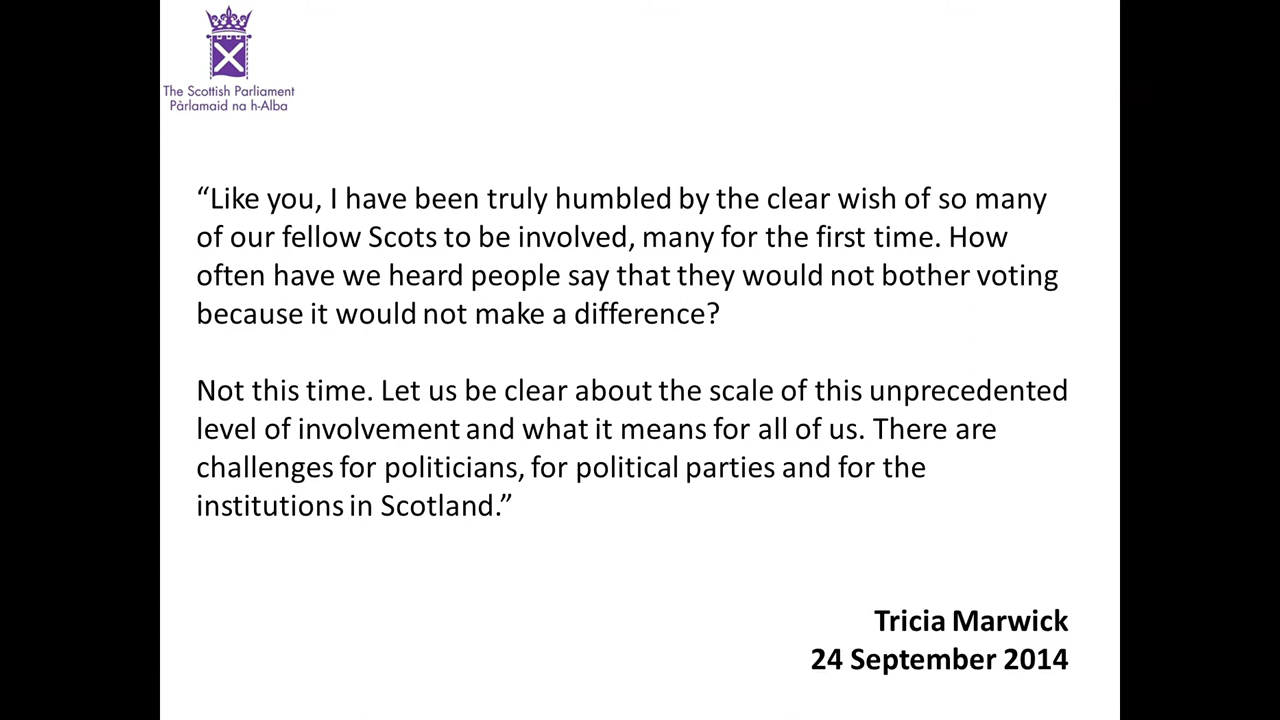 The Scottish Parliament
Pàrlamaid na h-Alba
“Like you, I have been truly humbled by the clear wish of so many
of our fellow Scots to be involved, many for the first time. How
often have we heard people say that they would not bother voting
because it would not make a difference?
Not this time. Let us be clear about the scale of this unprecedented
level of involvement and what it means for all of us. There are
challenges for politicians, for political parties and for the
institutions in Scotland.”
Tricia Marwick
24 September 2014